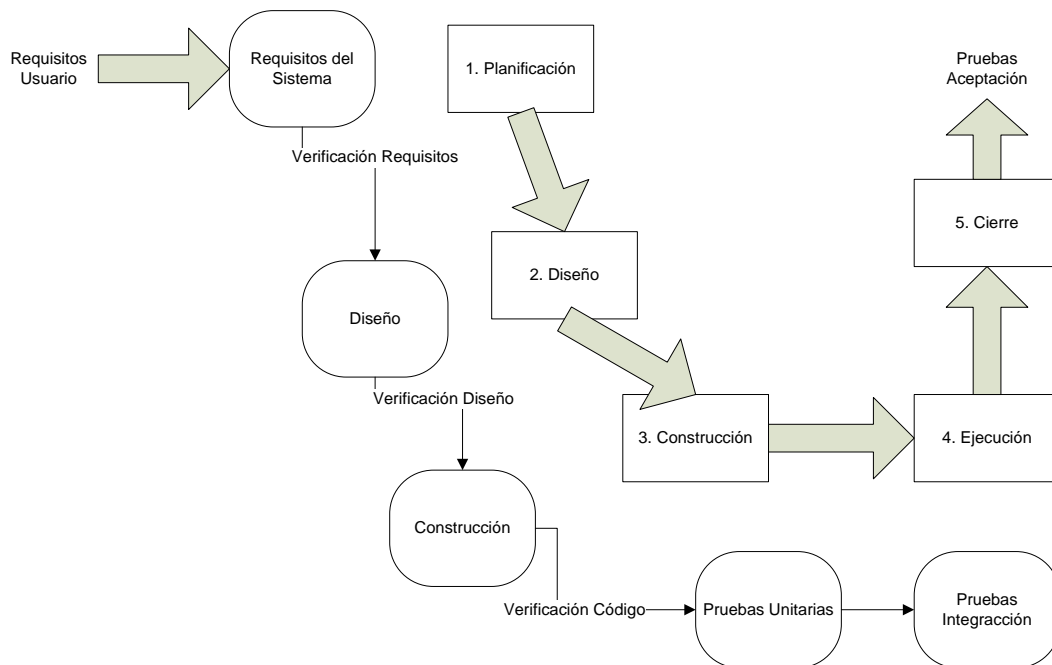 Requisitos
Usuario
Requisitos del
Sistema
1. Planificación
Pruebas
Aceptación
Verificación Requisitos
5. Cierre
2. Diseño
Diseño
Verificación Diseño
3. Construcción
4. Ejecución
Construcción
Verificación Código
Pruebas Unitarias
Pruebas
Integracción